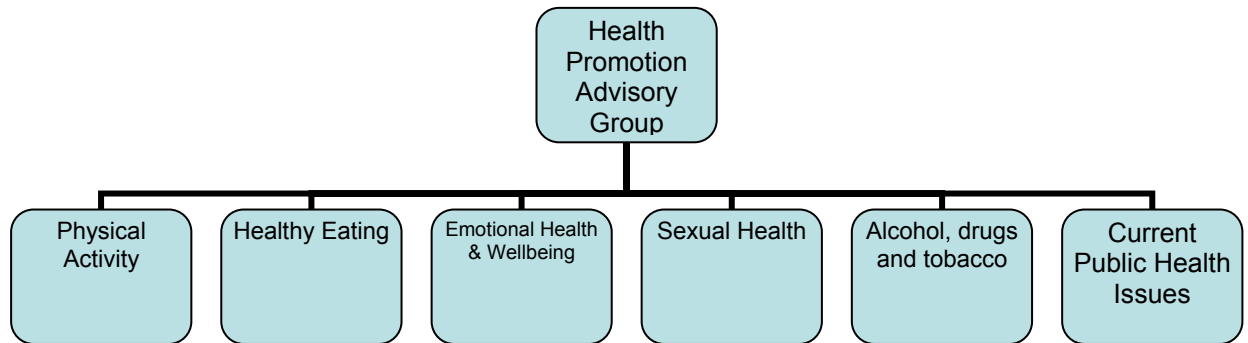 Health
Promotion
Advisory
Group
Physical
Activity
Healthy Eating
Emotional Health
& Wellbeing
Sexual Health
Alcohol, drugs
and tobacco
Current
Public Health
Issues